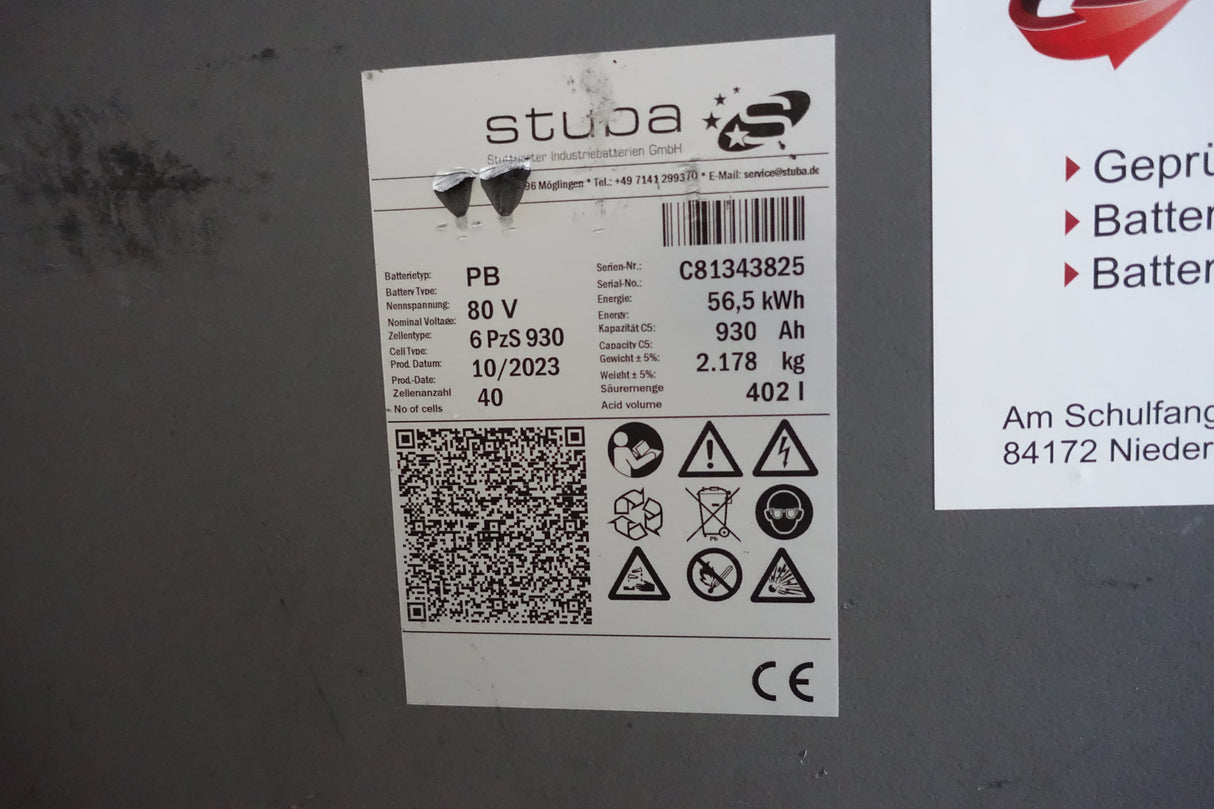 stuba
Stuttgarter Industriebatterien GmbH
96 Möglingen * Tel.: +49 7141 299370 * E-Mail: service@stuba.de
Batterietyp:
Battery Type:
PB
Nennspannung:
Nominal Voltage:
80 V
Zellentype:
Cell Type:
6 PzS 930
Prod. Datum:
Prod.-Date:
10/2023
Zellenanzahl
No of cells
40
Serien-Nr.:
Serial-No.:
C81343825
Energie:
Energy:
56,5 kWh
Kapazität C5:
Capacity C5:
930 Ah
Gewicht ± 5%:
Weight ± 5%:
2.178 kg
Säuremenge
Acid volume
402 l
Pb
CE
Geprü
Batter
Batter
Am Schulfang
84172 Nieder